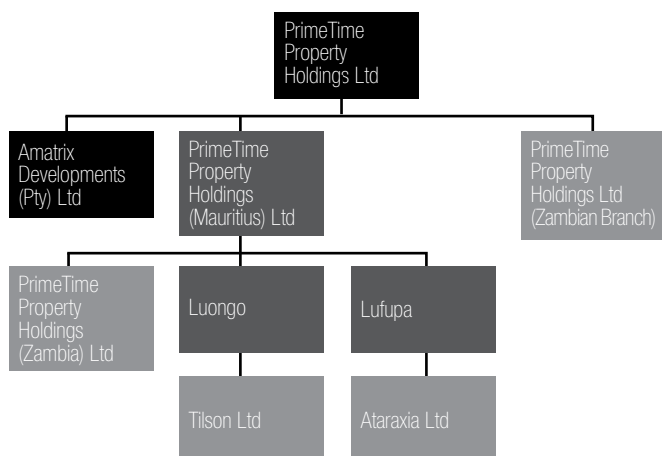 PrimeTime
Property
Holdings Ltd
Amatrix
Developments
(Pty) Ltd
PrimeTime
Property
Holdings
(Mauritius) Ltd
PrimeTime
Property
Holdings Ltd
(Zambian Branch)
PrimeTime
Property
Holdings
(Zambia) Ltd
Luongo
Lufupa
Tilson Ltd
Ataraxia Ltd